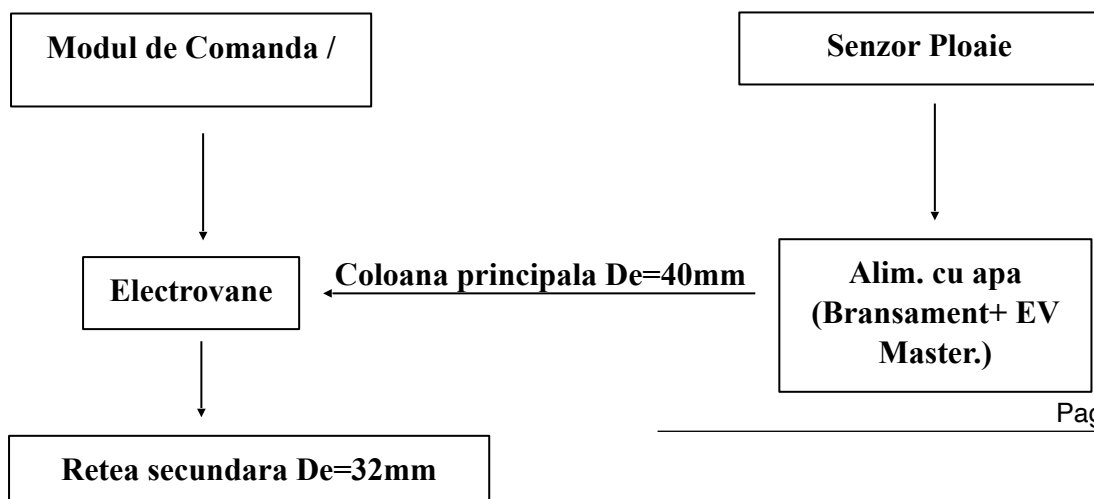 Modul de Comanda /
Senzor Ploaie
Electrovane
Coloana principala De=40mm
Alim. cu apa
(Bransament+ EV
Master.)
Pag
Retea secundara De=32mm